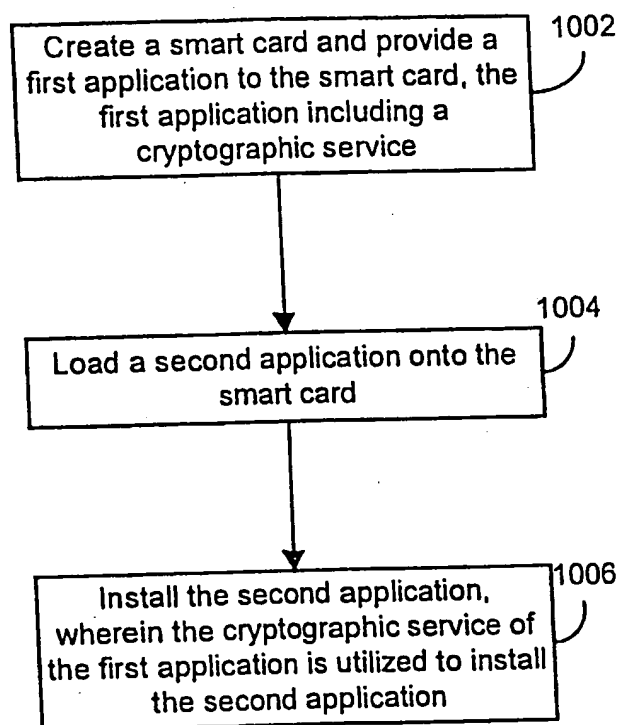 1002
Create a smart card and provide a
first application to the smart card, the
first application including a
cryptographic service
1004
Load a second application onto the
smart card
1006
Install the second application,
wherein the cryptographic service of
the first application is utilized to install
the second application